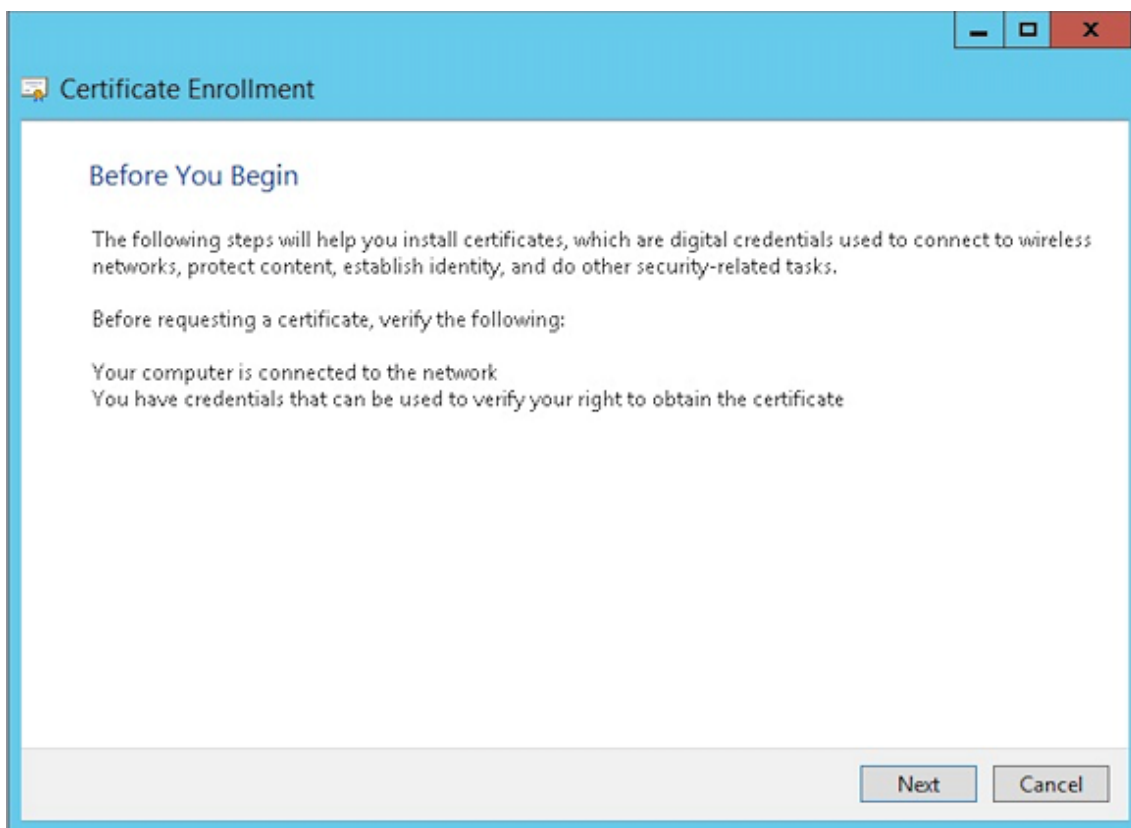 Certificate Enrollment
Before You Begin
The following steps will help you install certificates, which are digital credentials used to connect to wireless
networks, protect content, establish identity, and do other security-related tasks.
Before requesting a certificate, verify the following:
Your computer is connected to the network
You have credentials that can be used to verify your right to obtain the certificate
Next Cancel